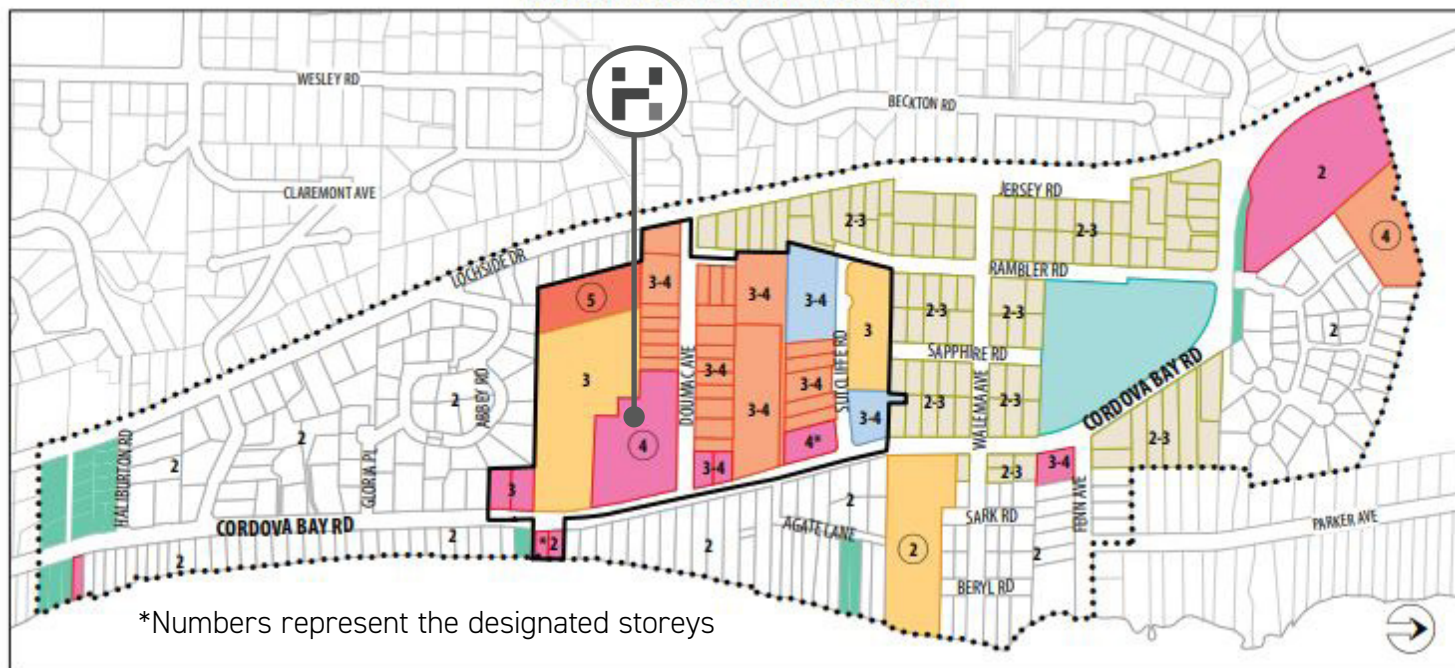 WESLEY RD
BECKTON RD
CLAREMONT AVE
JERSEY RD
2
2-3
2-3
4
LOCHSIDE DR
RAMBLER RD
5
3-4
3-4
3-4
3
2-3
2-3
2
SAPPHIRE RD
SUTCLIFFE RD
DOUMAC AVE
3
3-4
3-4
3-4
3-4
2-3
2-3
WALEMA AVE
CORDOVA BAY RD
ABBEY RD
2
4
4*
3-4
2-3
3-4
2-3
HALIBURTON RD
2
2
GLORIA PL
3
2
AGATE LANE
SARK RD
FENN AVE
PARKER AVE
CORDOVA BAY RD
2
* 2
2
2
2
BERYL RD
2
*Numbers represent the designated storeys